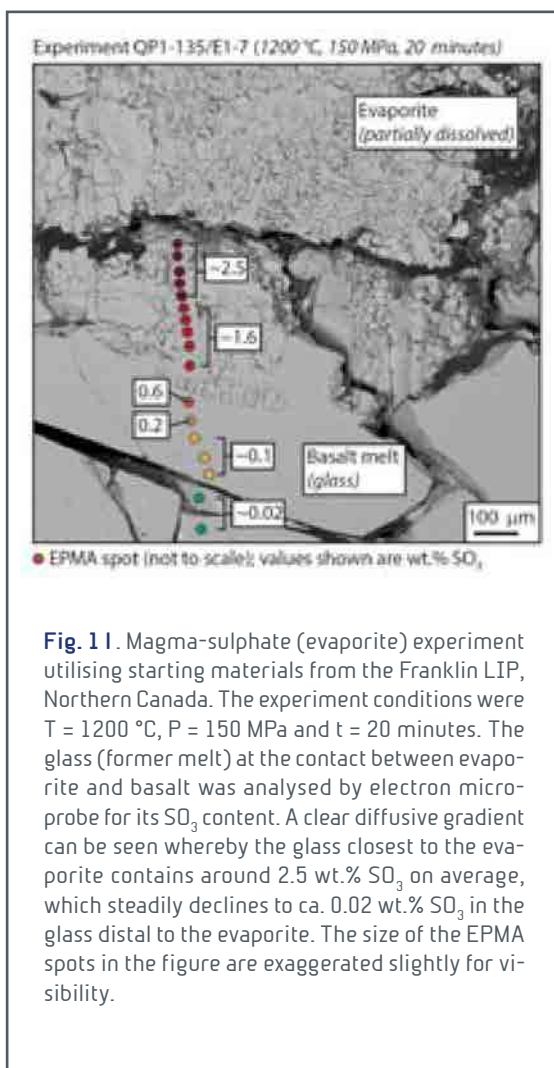 Experiment QP1-135/E1-7 (1200 °C, 150 MPa, 20 minutes)
Evaporite
(partially dissolved)
~2.5
~1.6
0.6
0.2
~0.1
Basalt melt
(glass)
~0.02
100 µm
EPMA spot (not to scale); values shown are wt.% SO₃
Fig. 11. Magma-sulphate (evaporite) experiment
utilising starting materials from the Franklin LIP,
Northern Canada. The experiment conditions were
T = 1200 °C, P = 150 MPa and t = 20 minutes. The
glass (former melt) at the contact between evapo-
rite and basalt was analysed by electron micro-
probe for its SO₃ content. A clear diffusive gradient
can be seen whereby the glass closest to the eva-
porite contains around 2.5 wt.% SO₃ on average,
which steadily declines to ca. 0.02 wt.% SO₃ in the
glass distal to the evaporite. The size of the EPMA
spots in the figure are exaggerated slightly for vi-
sibility.